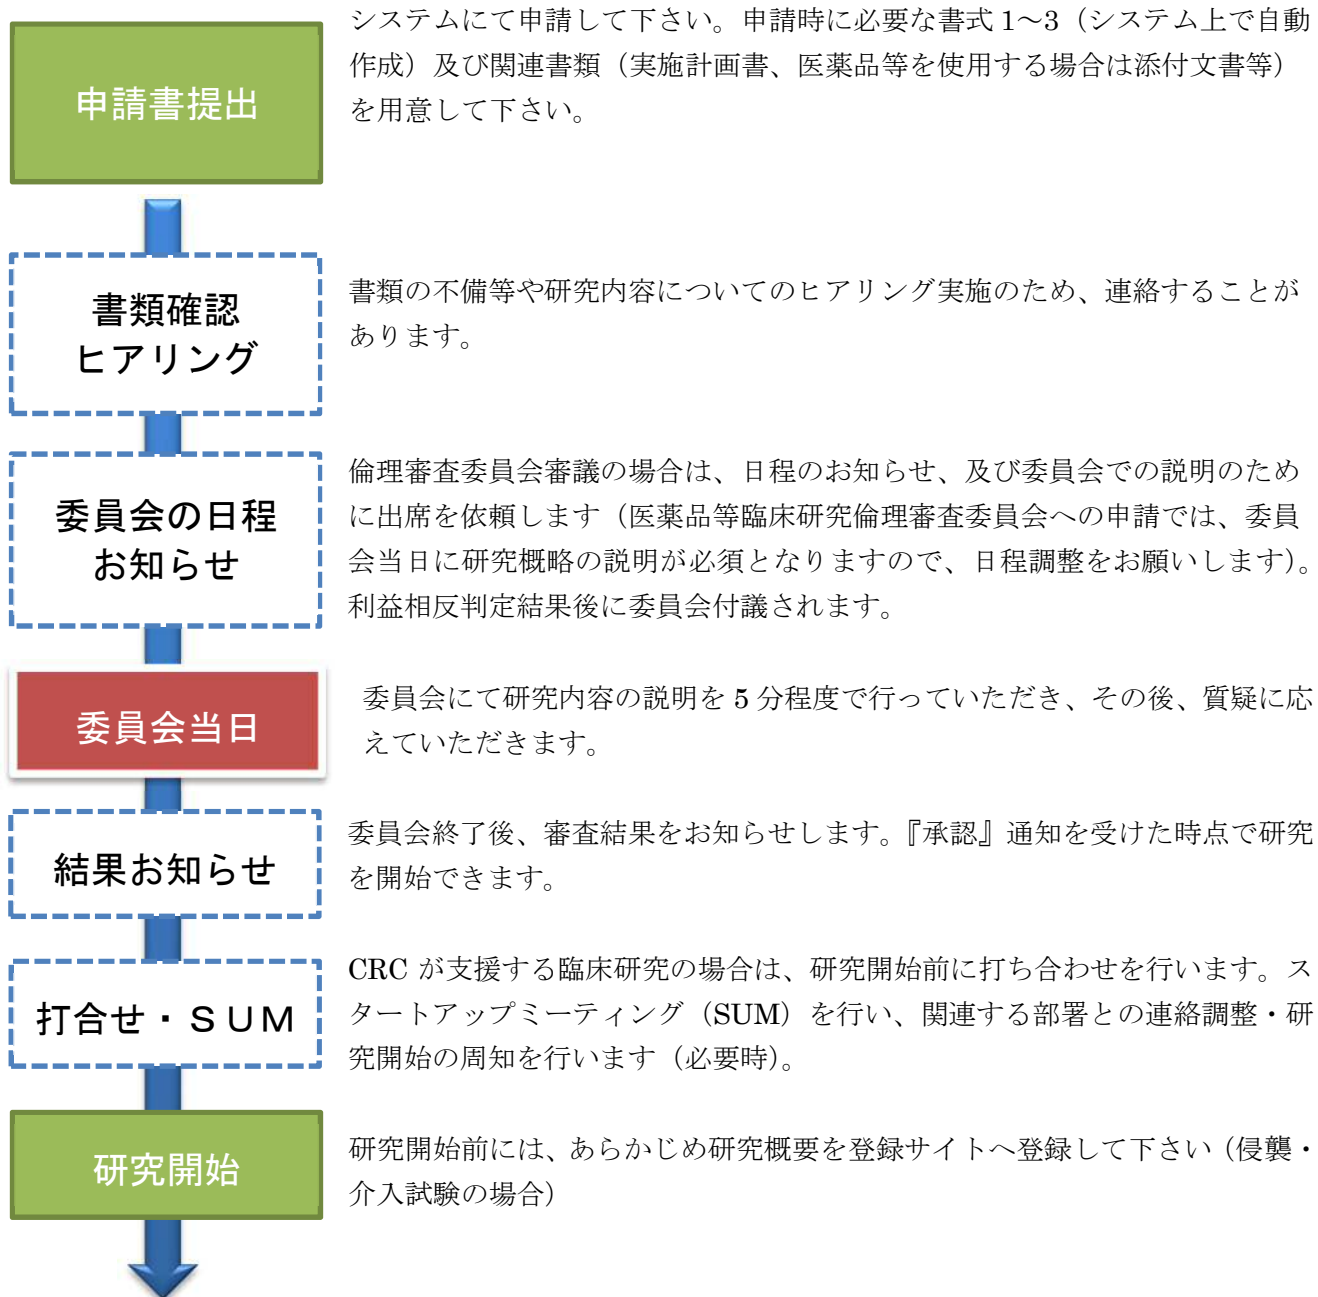 申請書提出
システムにて申請して下さい。申請時に必要な書式 1～3（システム上で自動
作成）及び関連書類（実施計画書、医薬品等を使用する場合は添付文書等）
を用意して下さい。
書類確認
ヒアリング
書類の不備等や研究内容についてのヒアリング実施のため、連絡することが
あります。
委員会の日程
お知らせ
倫理審査委員会審議の場合は、日程のお知らせ、及び委員会での説明のため
に出席を依頼します（医薬品等臨床研究倫理審査委員会への申請では、委員
会当日に研究概略の説明が必須となりますので、日程調整をお願いします）。
利益相反判定結果後に委員会付議されます。
委員会当日
委員会にて研究内容の説明を 5 分程度で行っていただき、その後、質疑に応
えていただきます。
結果お知らせ
委員会終了後、審査結果をお知らせします。『承認』通知を受けた時点で研究
を開始できます。
打合せ・ＳＵＭ
CRC が支援する臨床研究の場合は、研究開始前に打ち合わせを行います。ス
タートアップミーティング（SUM）を行い、関連する部署との連絡調整・研
究開始の周知を行います（必要時）。
研究開始
研究開始前には、あらかじめ研究概要を登録サイトへ登録して下さい（侵襲・
介入試験の場合）